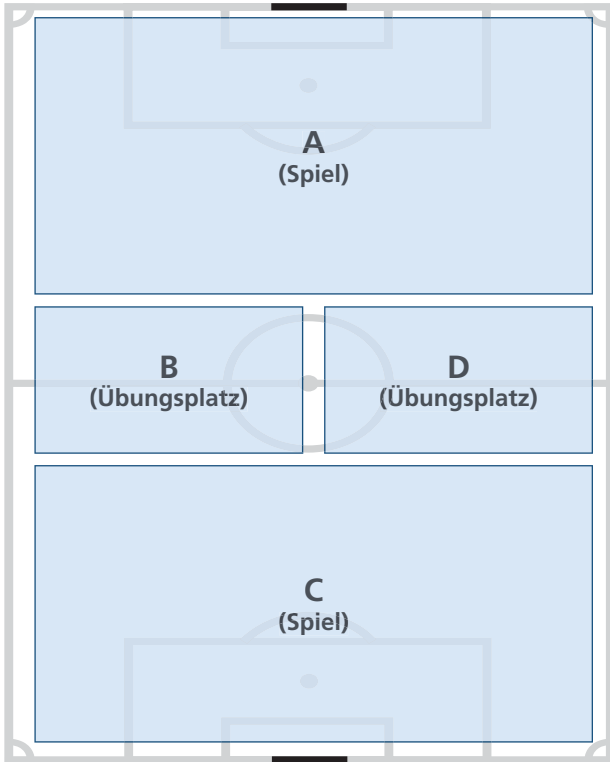 A
(Spiel)
B
(Übungsplatz)
D
(Übungsplatz)
C
(Spiel)